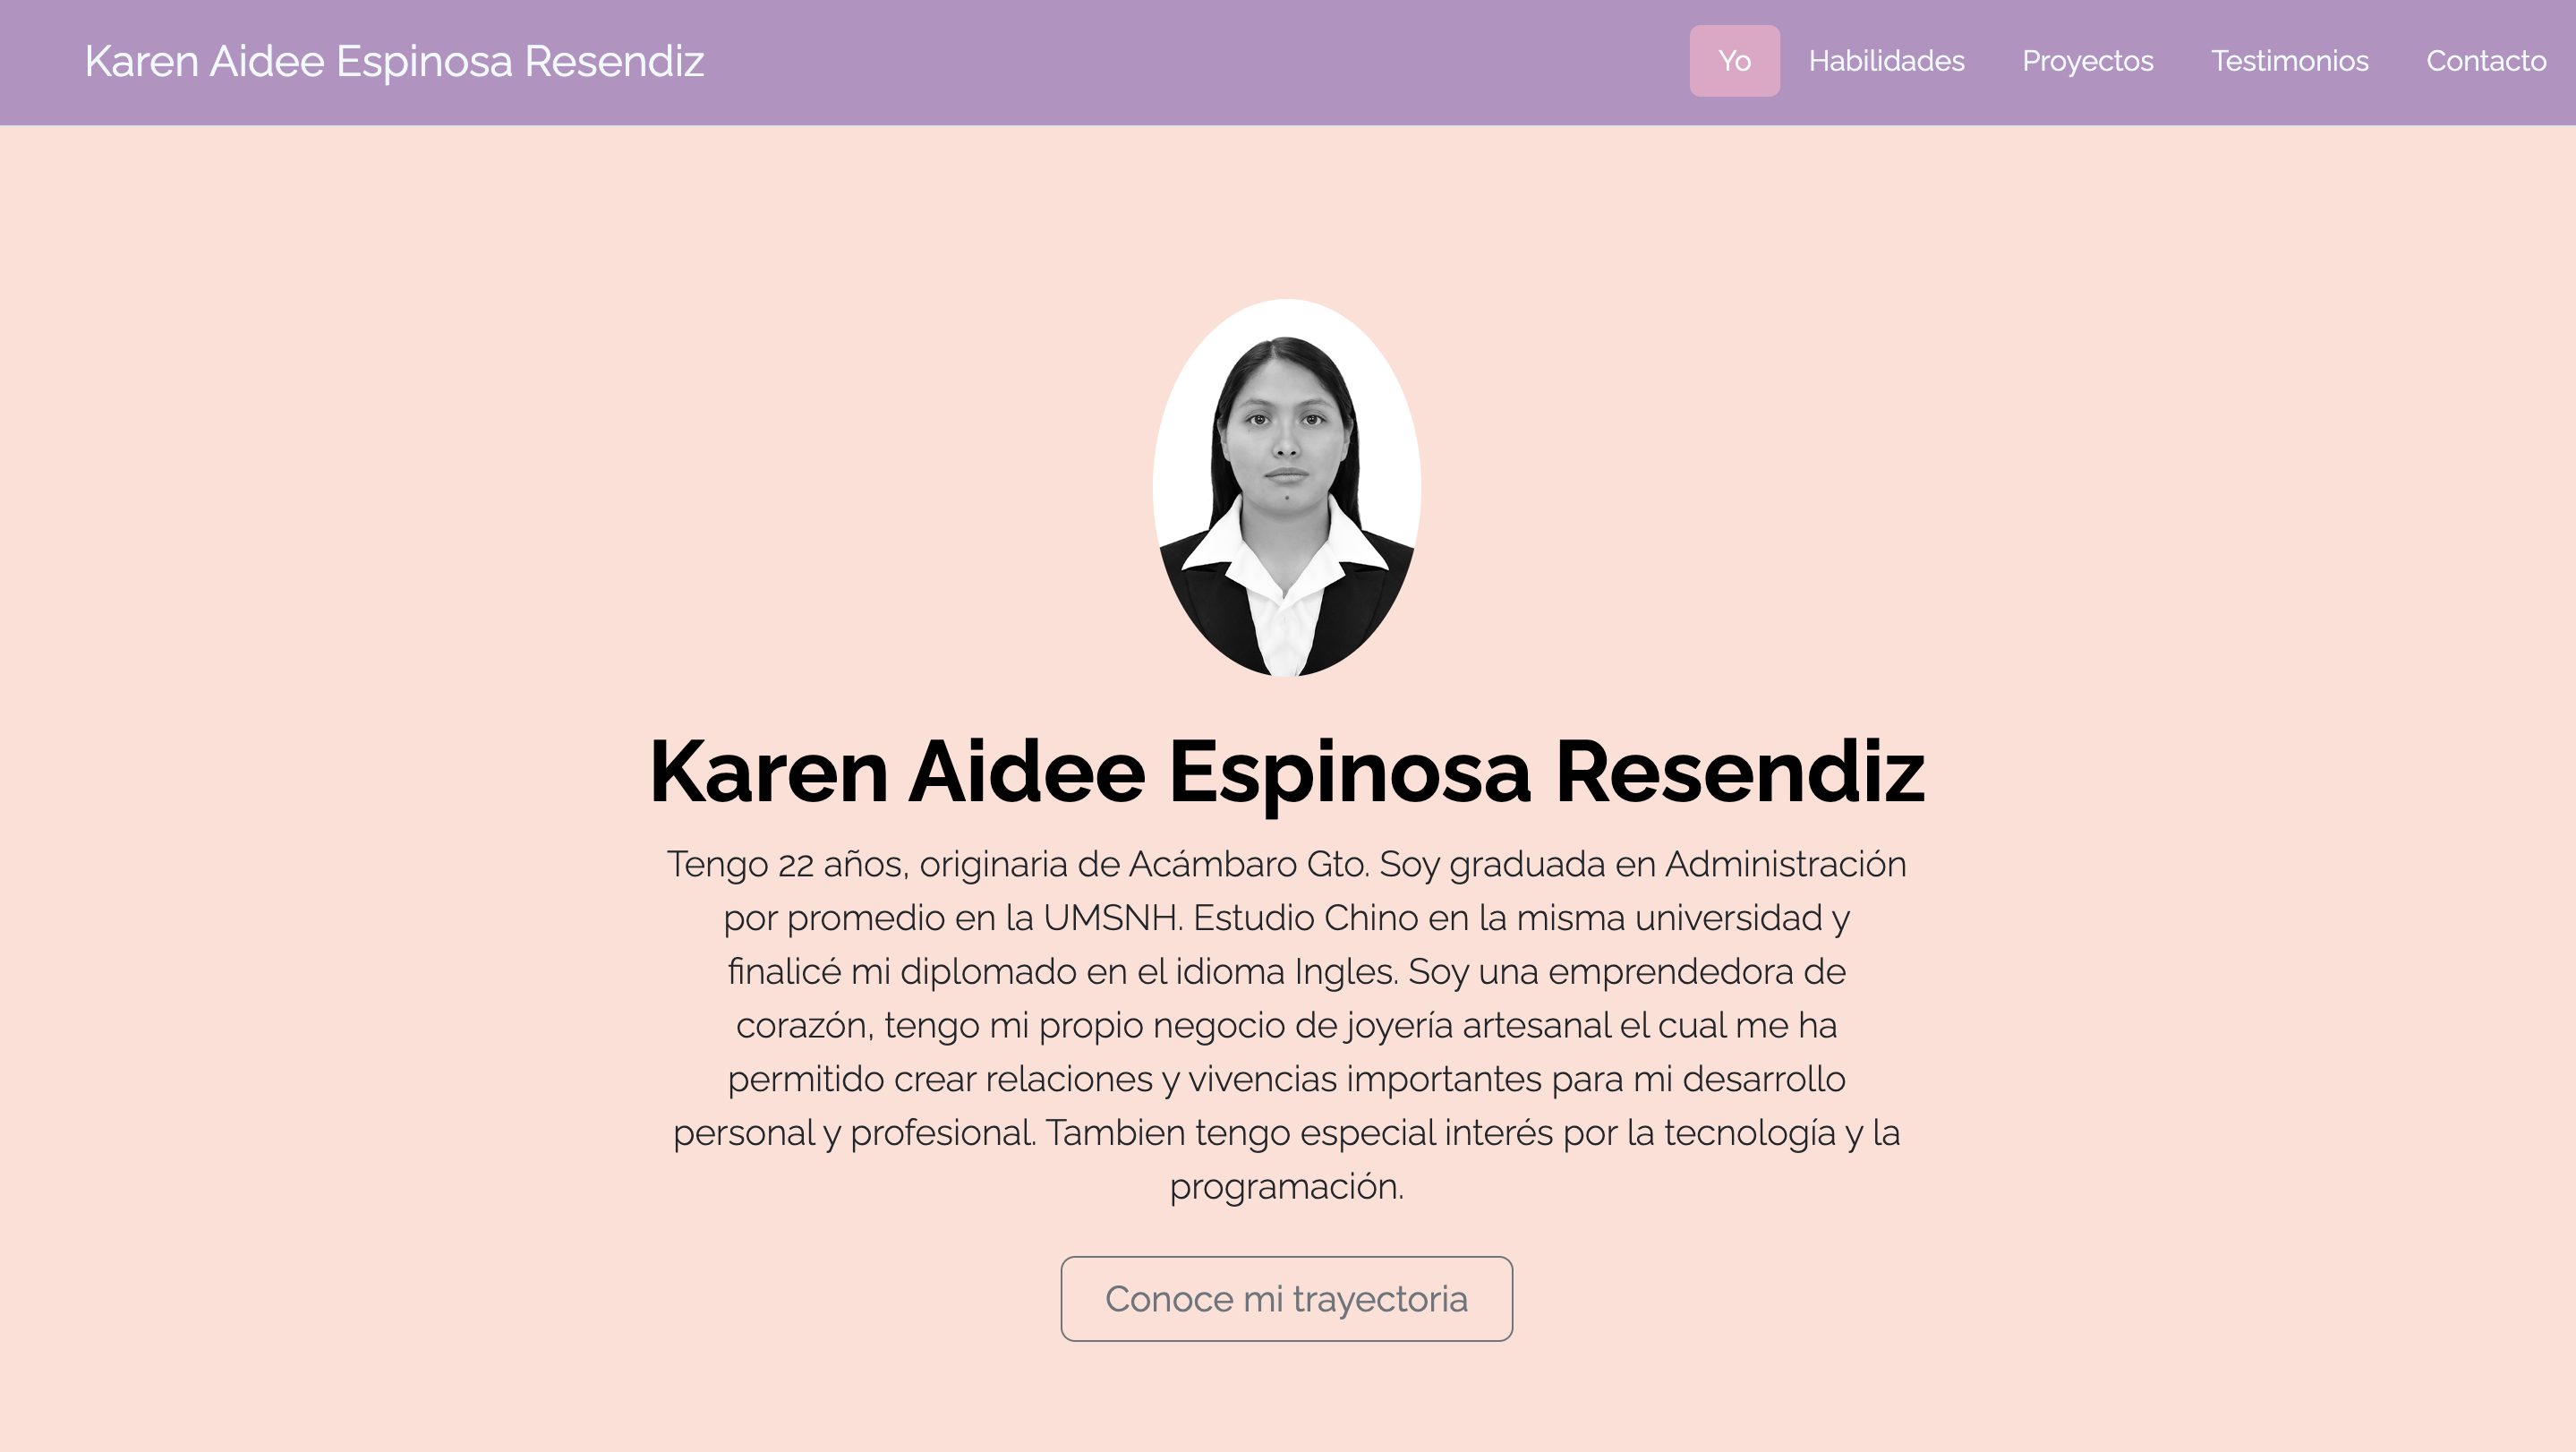 Karen Aidee Espinosa Resendiz
Yo
Habilidades
Proyectos
Testimonios
Contacto
Karen Aidee Espinosa Resendiz
Tengo 22 años, originaria de Acámbaro Gto. Soy graduada en Administración
por promedio en la UMSNH. Estudio Chino en la misma universidad y
finalicé mi diplomado en el idioma Ingles. Soy una emprendedora de
corazón, tengo mi propio negocio de joyería artesanal el cual me ha
permitido crear relaciones y vivencias importantes para mi desarrollo
personal y profesional. Tambien tengo especial interés por la tecnología y la
programación.
Conoce mi trayectoria